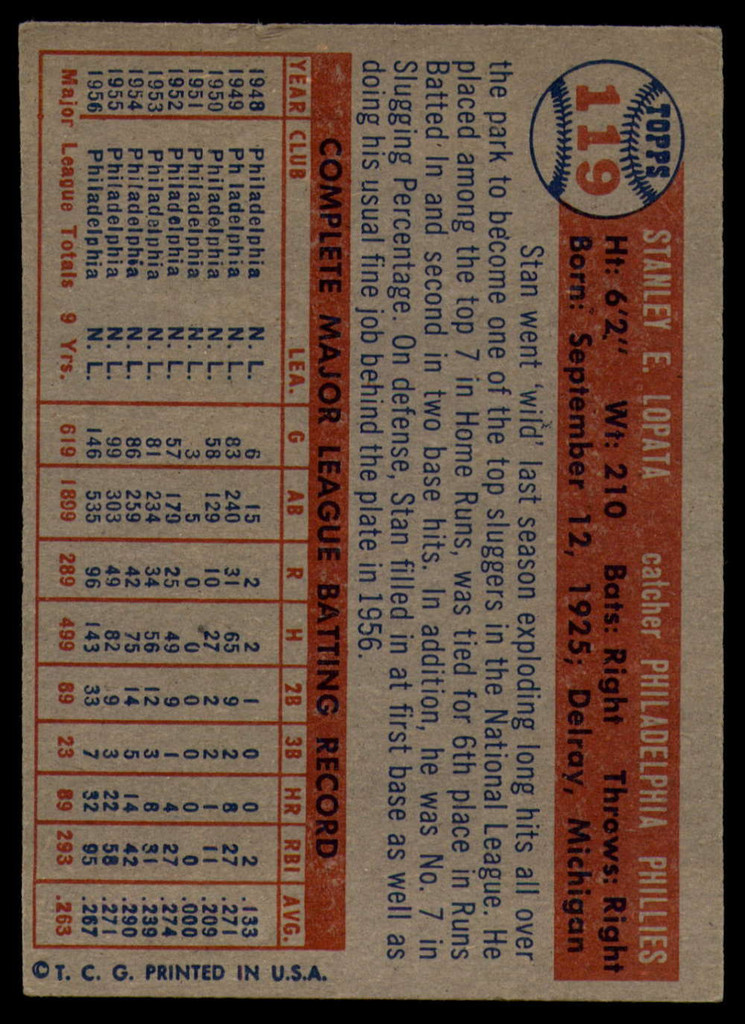 TOPPS
119
STANLEY E. LOPATA catcher PHILADELPHIA PHILLIES
Ht: 6'2" Wt: 210 Bats: Right Throws: Right
Born: September 12, 1925; Delray, Michigan
Stan went 'wild' last season exploding long hits all over
the park to become one of the top sluggers in the National League. He
placed among the top 7 in Home Runs, was tied for 6th place in Runs
Batted In and second in two base hits. In addition, he was No. 7 in
Slugging Percentage. On defense, Stan filled in at first base as well as
doing his usual fine job behind the plate in 1956.
COMPLETE MAJOR LEAGUE BATTING RECORD
YEAR CLUB LEA. G AB R H 2B 3B HR RBI AVG.
1948 Philadelphia N. L. 6 15 2 2 1 0 0 2 .133
1949 Philadelphia N. L. 83 240 31 65 9 2 8 27 .271
1950 Philadelphia N. L. 58 129 10 27 2 2 1 11 .209
1951 Philadelphia N. L. 3 5 0 0 0 0 0 0 .000
1952 Philadelphia N. L. 57 179 25 49 9 1 4 27 .274
1953 Philadelphia N. L. 81 234 34 56 12 3 8 31 .239
1954 Philadelphia N. L. 86 259 42 75 14 5 14 42 .290
1955 Philadelphia N. L. 99 303 49 82 9 3 22 58 .271
1956 Philadelphia N. L. 146 535 96 143 33 7 32 95 .267
Major League Totals 9 Yrs. 619 1899 289 499 89 23 89 293 .263
© T. C. G. PRINTED IN U.S.A.